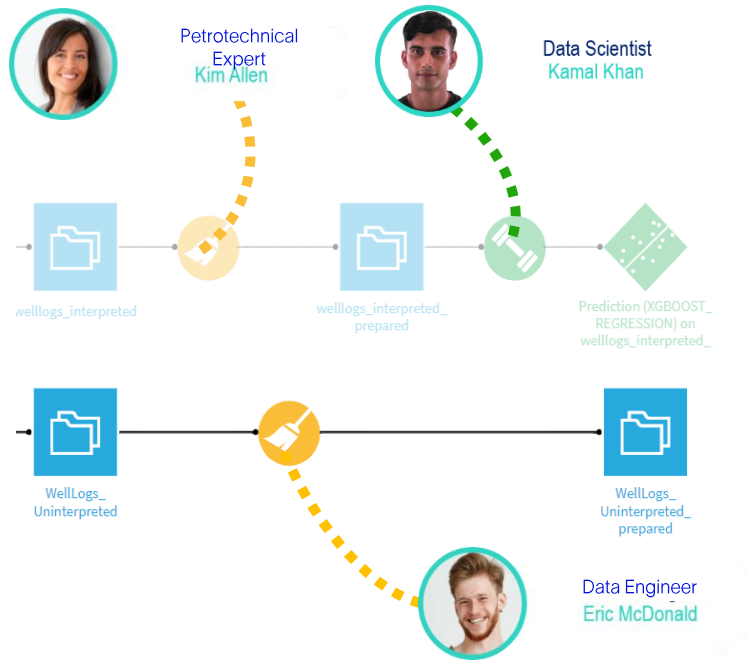 Petrotechnical
Expert
Kim Allen
Data Scientist
Kamal Khan
welllogs_interpreted
welllogs_interpreted_
prepared
Prediction (XGBOOST_
REGRESSION) on
welllogs_interpreted_
WellLogs_
Uninterpreted
WellLogs_
Uninterpreted_
prepared
Data Engineer
Eric McDonald